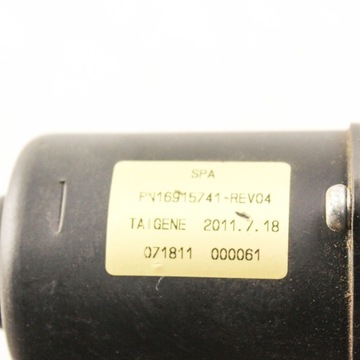 SPA
PN16915741-REV04
TAIGENE 2011.7.18
071811 000061